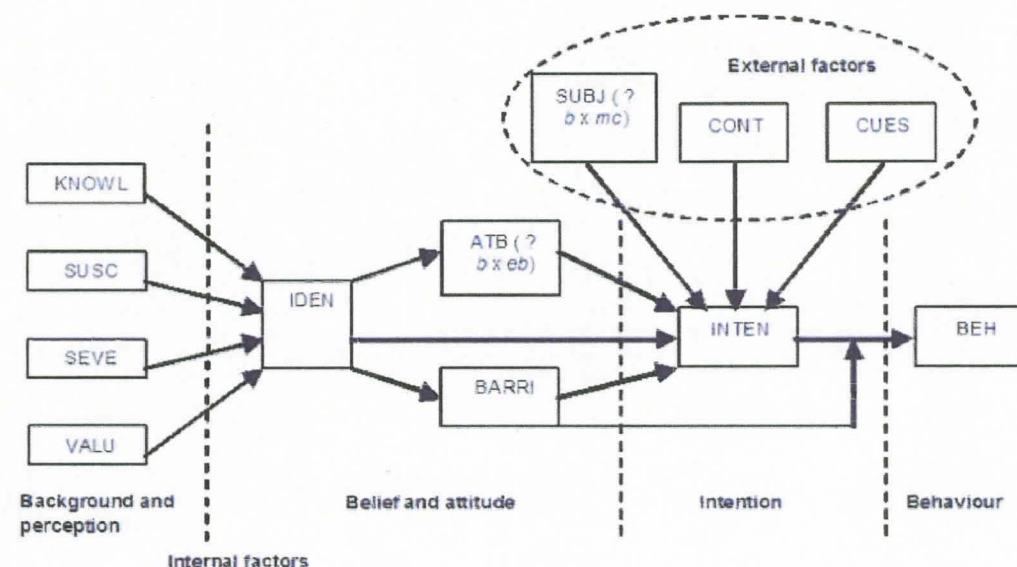 External factors
SUBJ ( ?
b x mc)
CONT
CUES
KNOWL
SUSC
SEVE
VALU
IDEN
ATB ( ?
b x eb)
BARRI
INTEN
BEH
Background and
perception
Belief and attitude
Intention
Behaviour
Internal factors